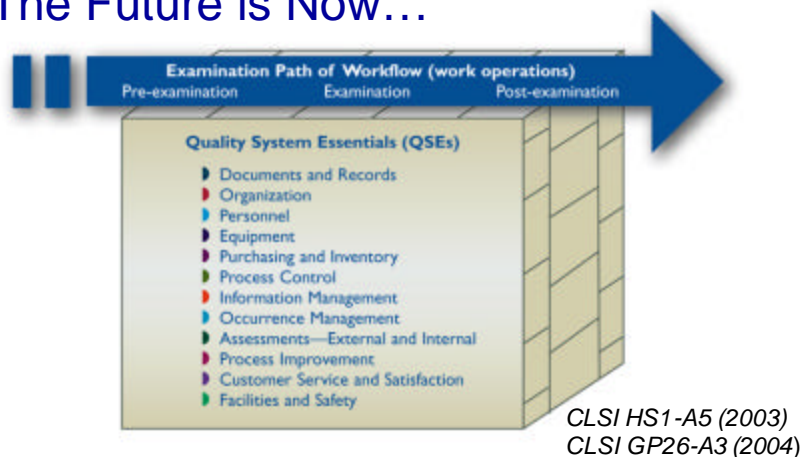 The Future is Now…
Examination Path of Workflow (work operations)
Pre-examination Examination Post-examination
Quality System Essentials (QSEs)
Documents and Records
Organization
Personnel
Equipment
Purchasing and Inventory
Process Control
Information Management
Occurrence Management
Assessments—External and Internal
Process Improvement
Customer Service and Satisfaction
Facilities and Safety
CLSI HS1-A5 (2003)
CLSI GP26-A3 (2004)